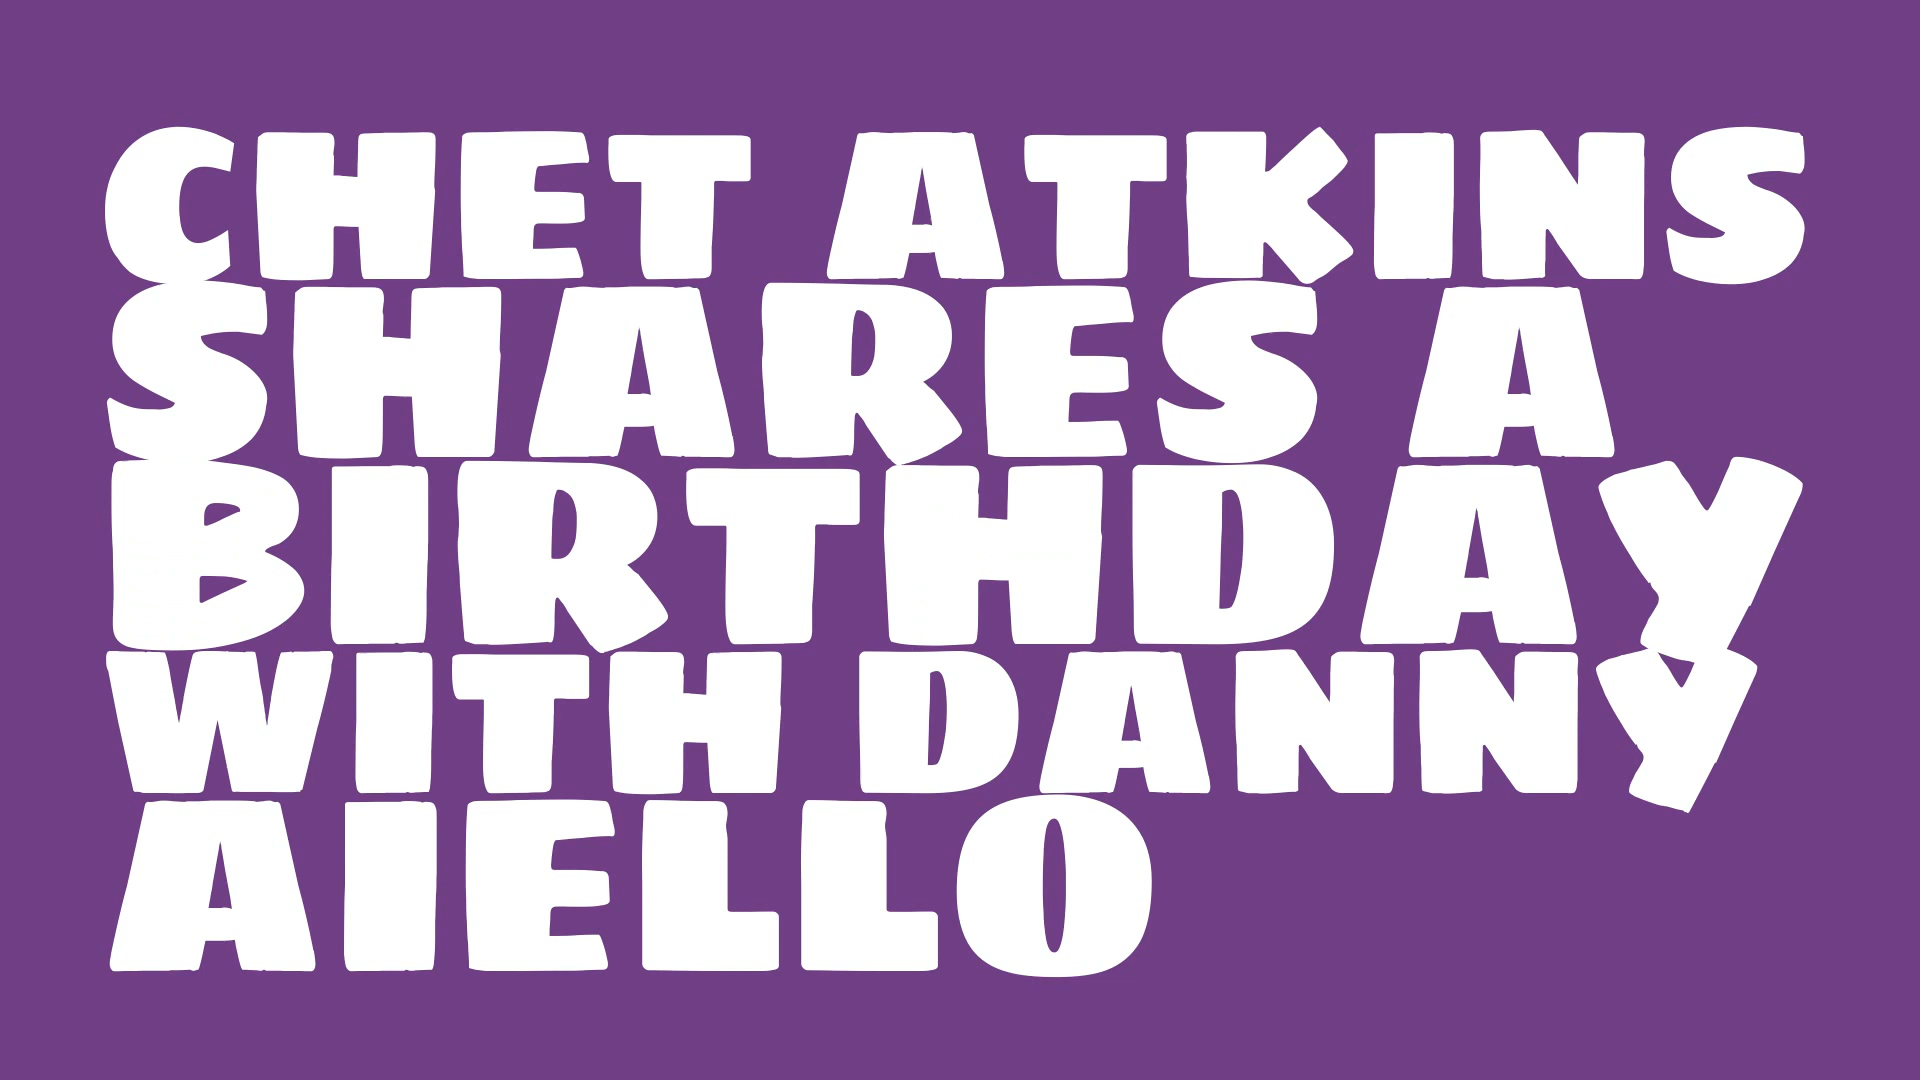 CHET ATKINS
SHARES A
BIRTHDAY
WITH DANNY
AIELLO